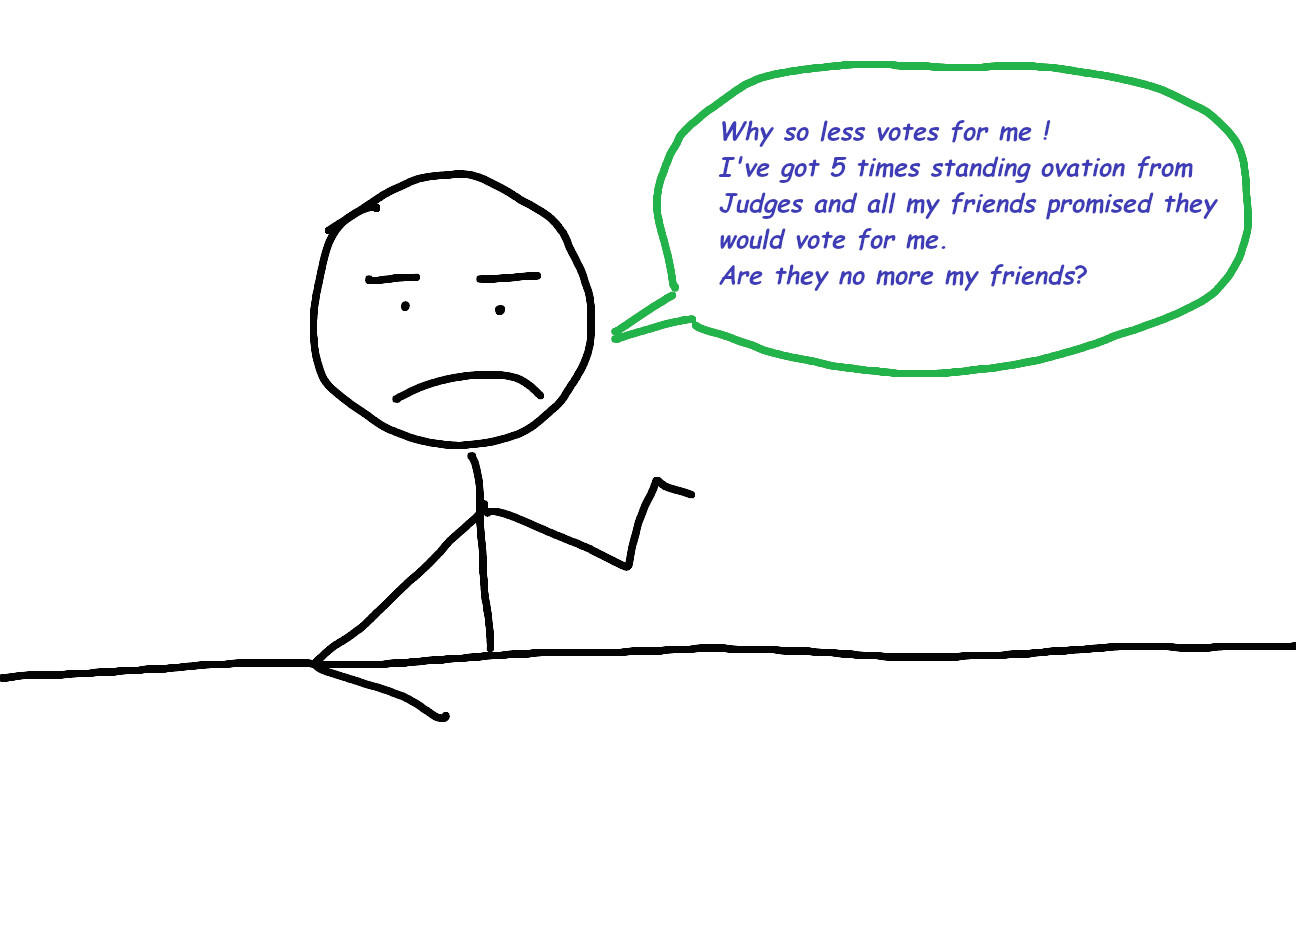 Why so less votes for me !
I've got 5 times standing ovation from
Judges and all my friends promised they
would vote for me.
Are they no more my friends?